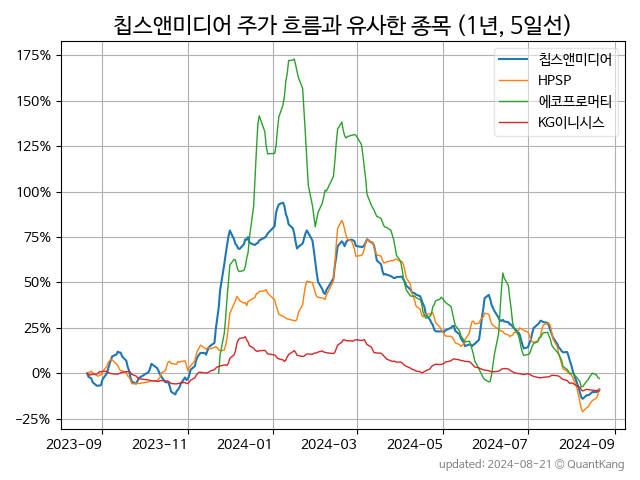 칩스앤미디어 주가 흐름과 유사한 종목 (1년, 5일선)
칩스앤미디어
HPSP
에코프로머티
KG이니시스
175%
150%
125%
100%
75%
50%
25%
0%
−25%
2023-09 2023-11 2024-01 2024-03 2024-05 2024-07 2024-09
updated: 2024-08-21 © QuantKang